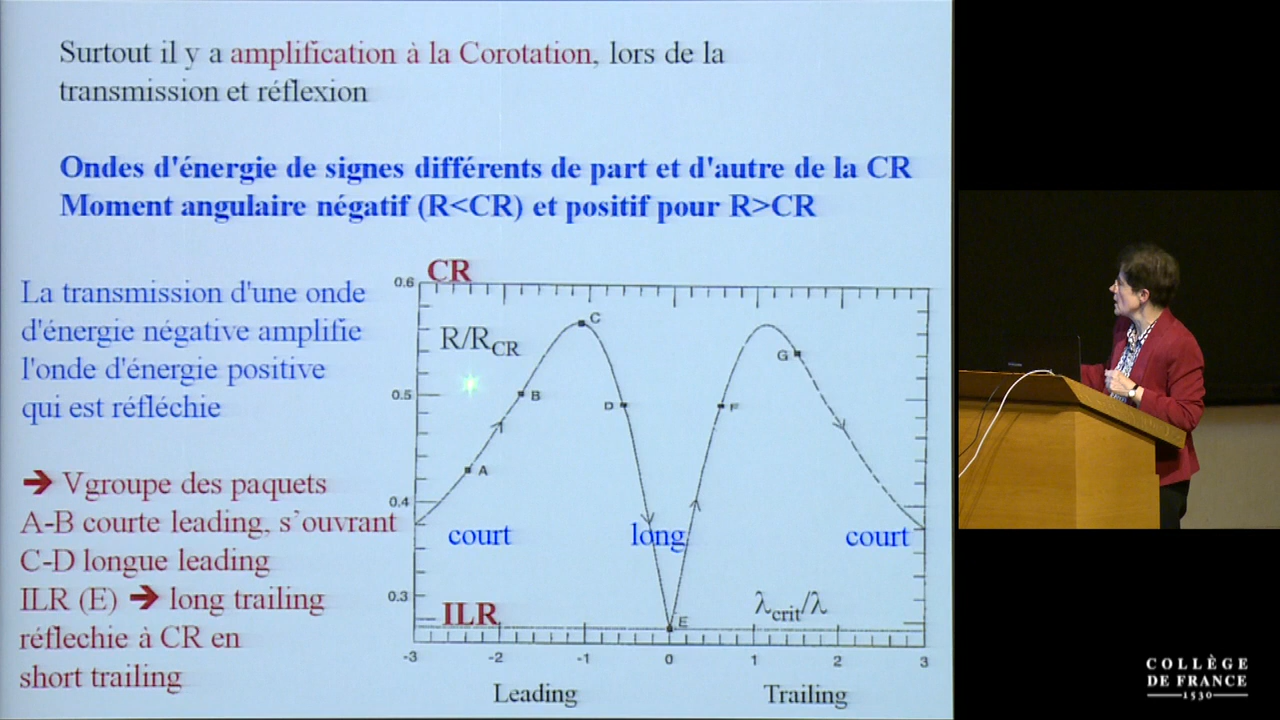 Surtout il y a amplification à la Corotation, lors de la
transmission et réflexion
Ondes d'énergie de signes différents de part et d'autre de la CR
Moment angulaire négatif (R<CR) et positif pour R>CR
La transmission d'une onde
d'énergie négative amplifie
l'onde d'énergie positive
qui est réfléchie
➔ Vgroupe des paquets
A-B courte leading, s'ouvrant
C-D longue leading
ILR (E) ➔ long trailing
réflechie à CR en
short trailing
CR
0.6
R/R_CR
C
G
0.5
B
D
F
A
0.4
court
long
court
0.3
ILR
λcrit/λ
E
-3 -2 -1 0 1 2 3
Leading
Trailing
COLLÈGE
DE FRANCE
1530